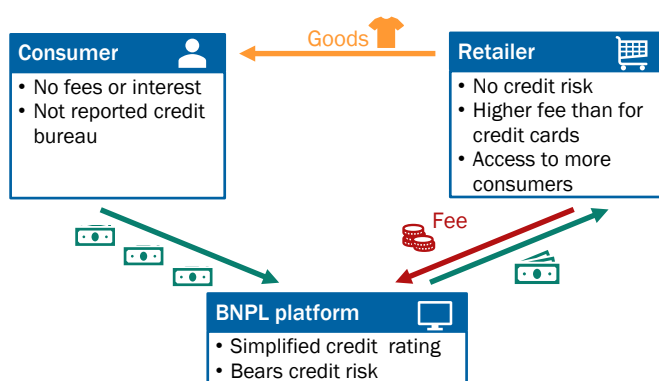 Goods
Consumer
• No fees or interest
• Not reported credit
bureau
Retailer
• No credit risk
• Higher fee than for
credit cards
• Access to more
consumers
Fee
BNPL platform
• Simplified credit rating
• Bears credit risk